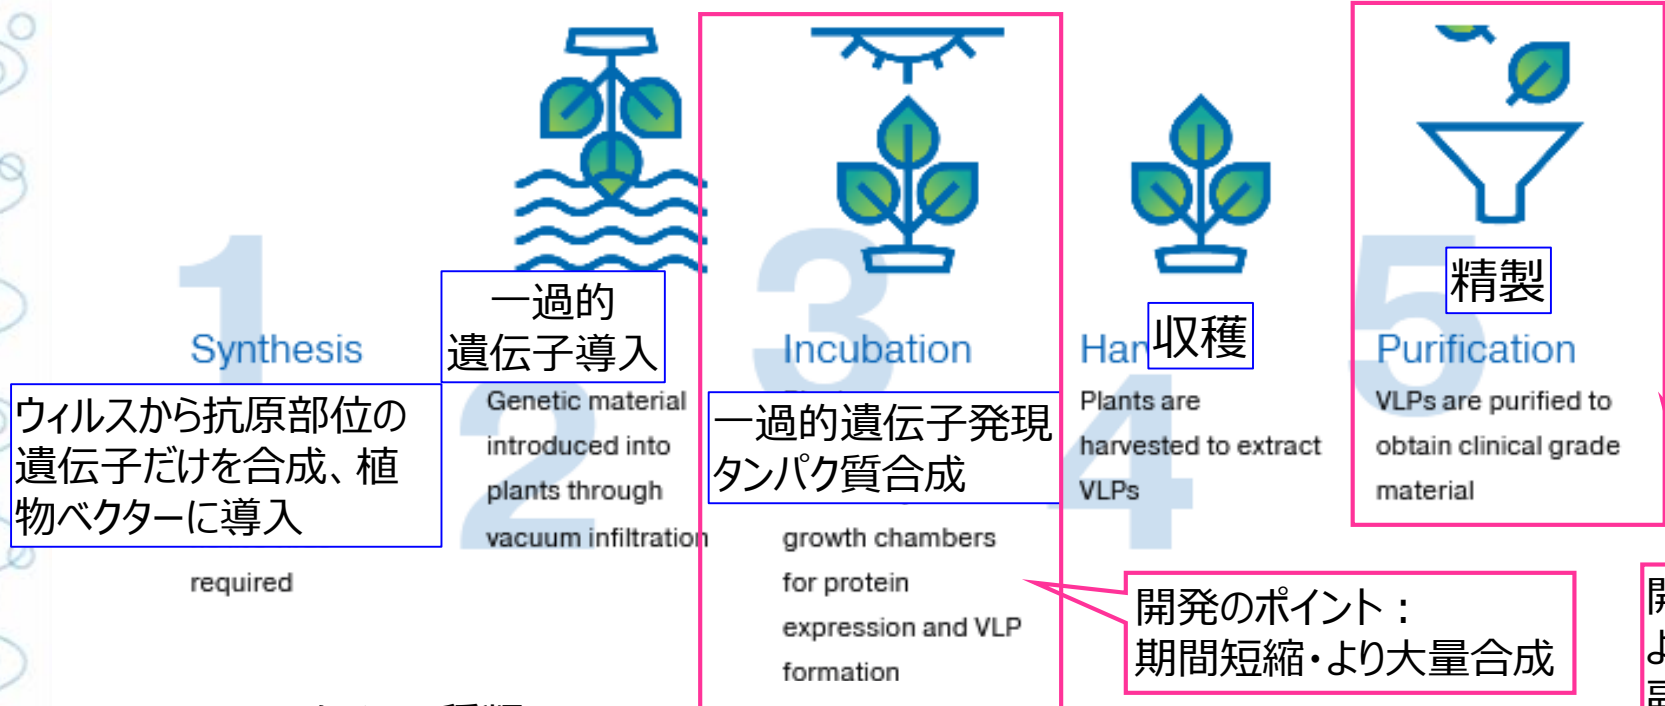 1
Synthesis
ウィルスから抗原部位の
遺伝子だけを合成、植
物ベクターに導入
required
一過的
遺伝子導入
2
Genetic material
introduced into
plants through
vacuum infiltration
3
Incubation
一過的遺伝子発現
タンパク質合成
growth chambers
for protein
expression and VLP
formation
開発のポイント：
期間短縮・より大量合成
Har
収穫
4
Plants are
harvested to extract
VLPs
5
精製
Purification
VLPs are purified to
obtain clinical grade
material